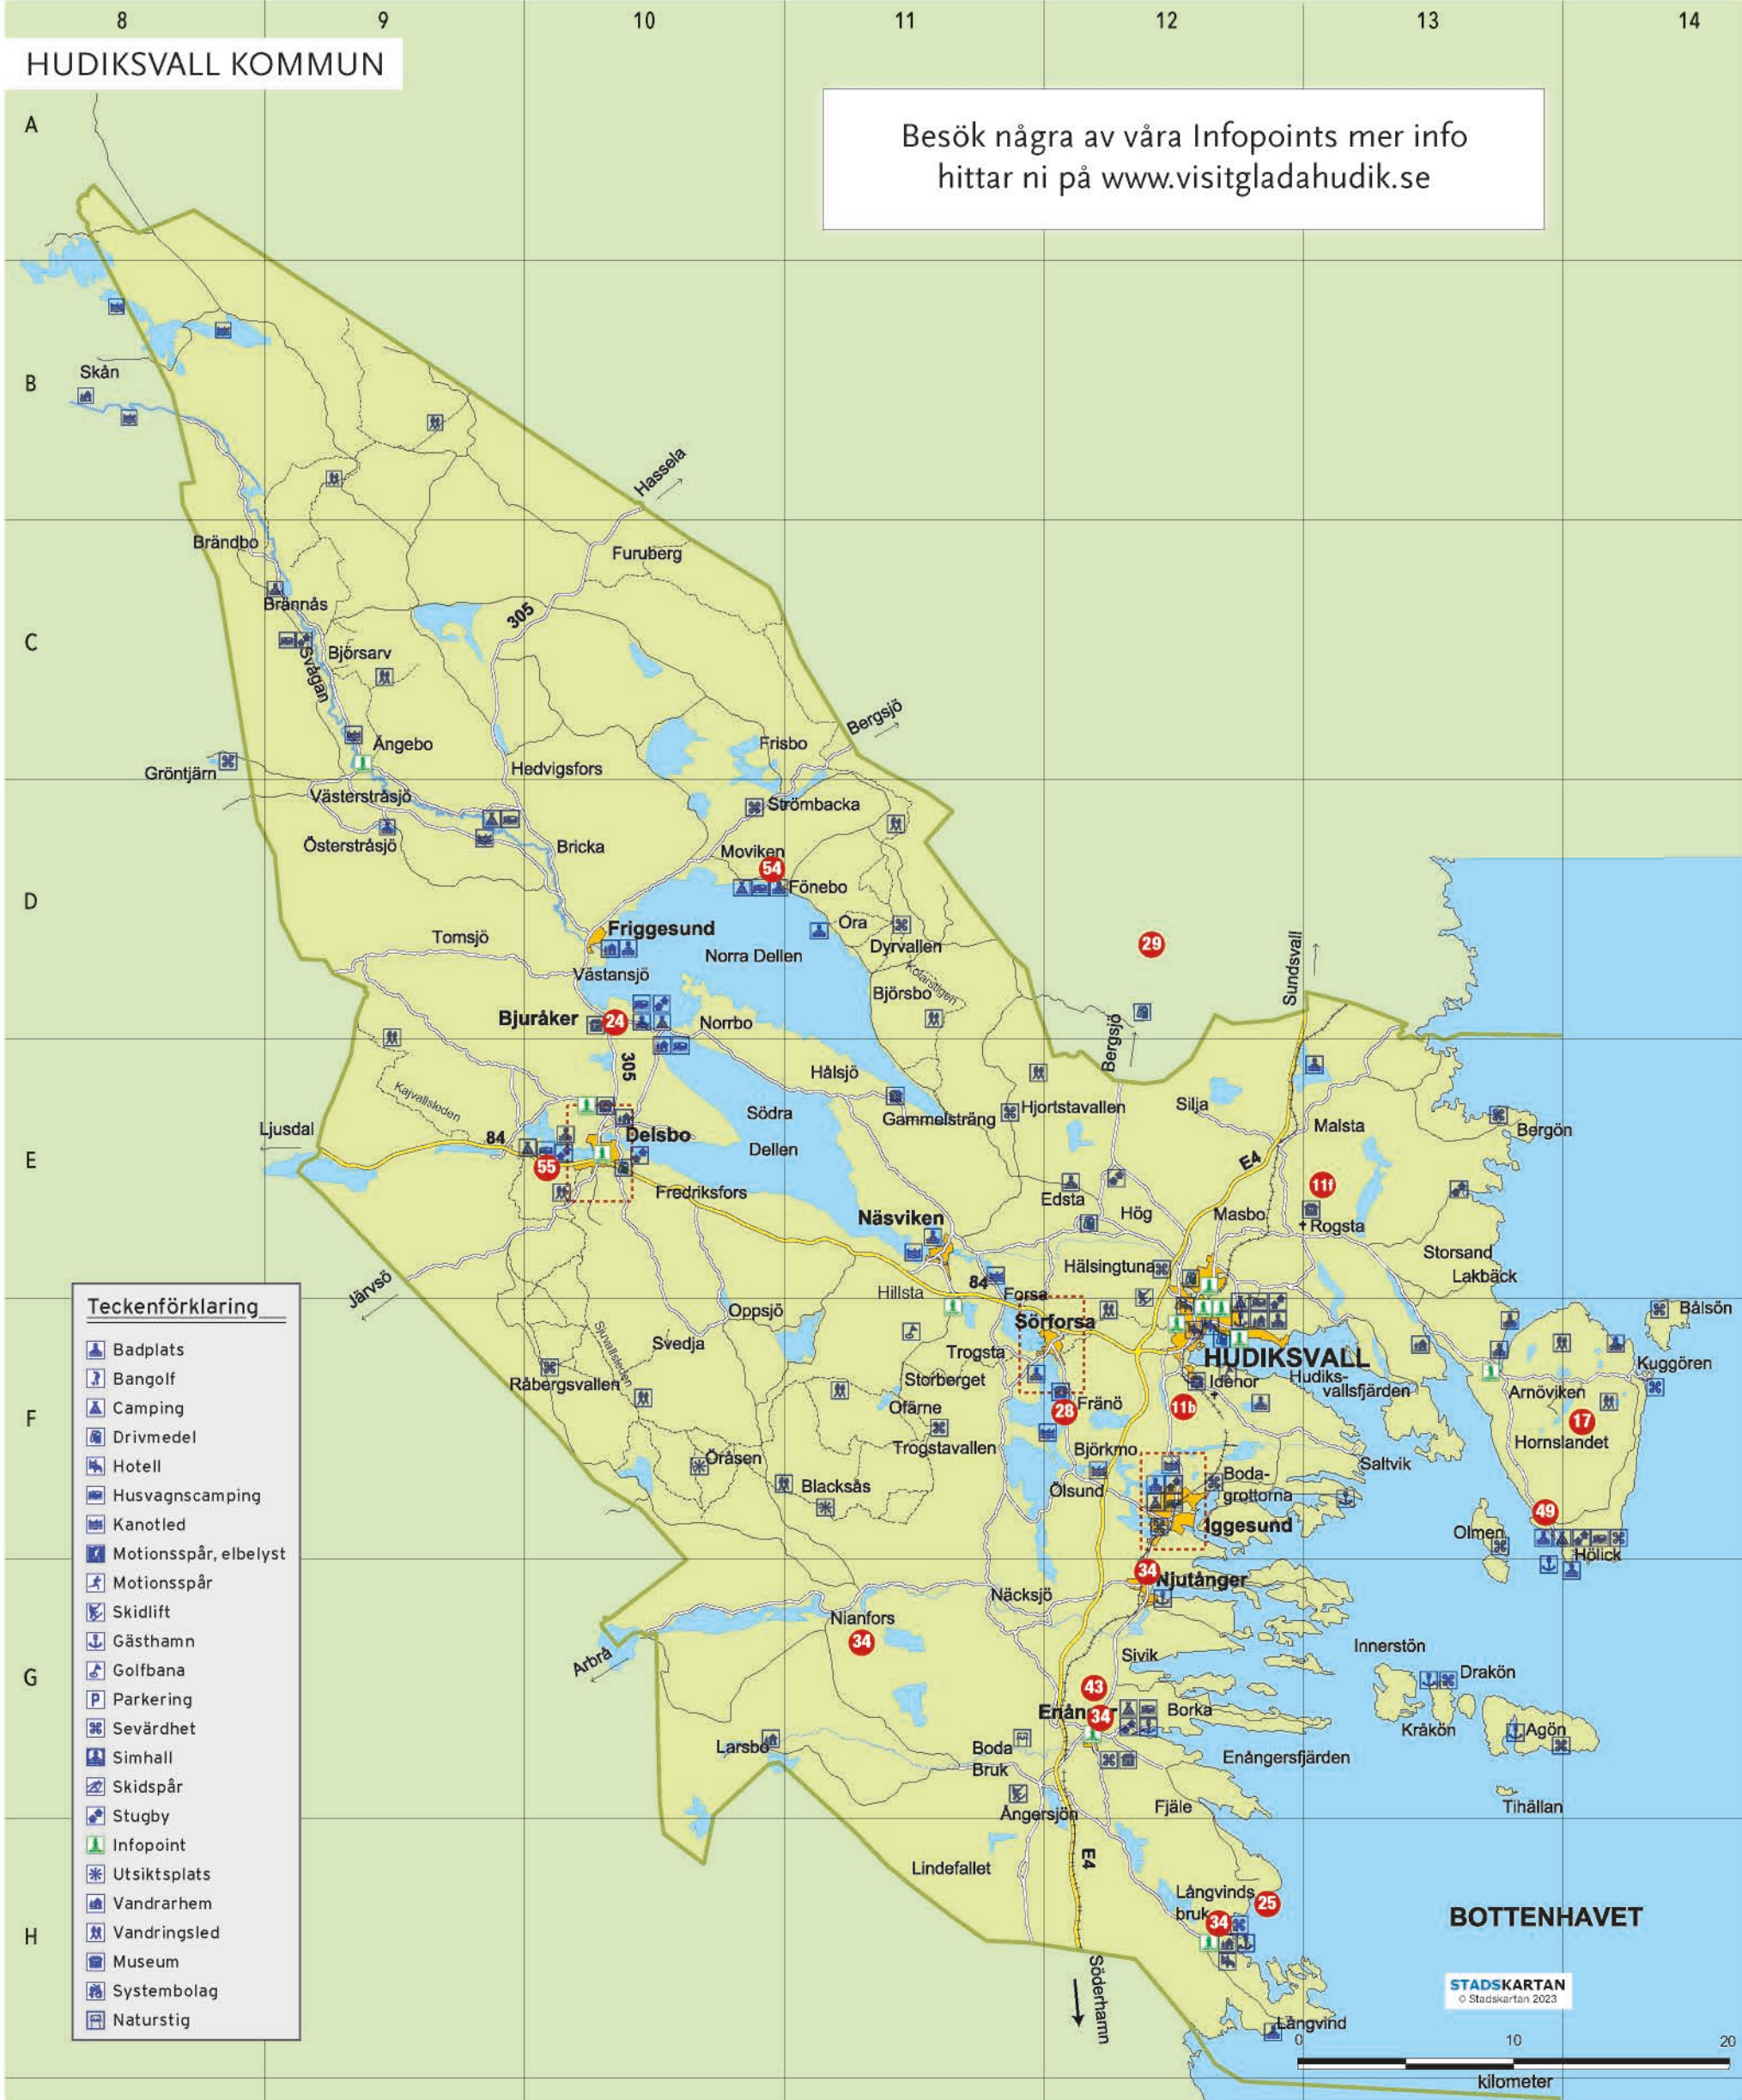 8 9 10 11 12 13 14
HUDIKSVALL KOMMUN
Besök några av våra Infopoints mer info
hittar ni på www.visitgladahudik.se
A
B
C
D
E
F
G
H
Skån
Hassela
Brändbo
Furuberg
Brännås
305
Svågan
Björsarv
Bergsjö
Ängebo
Frisbo
Gröntjärn
Hedvigsfors
Västerstråsjö
Strömbacka
Österstråsjö
Bricka
Moviken
54
Fönebo
Friggesund
Ora
Tomsjö
Norra Dellen
Dyrvallen
29
Sundsvall
Västansjö
Kolarstigen
Björsbo
Bjuråker
24
Norrbo
Bergsjö
305
Hålsjö
Kajvallsleden
Södra
Dellen
Gammelsträng
Hjortstavallen
Silja
Malsta
Bergön
Ljusdal
84
Delsbo
E4
55
Fredriksfors
Edsta
11f
Näsviken
Hög
Masbo
Rogsta
Storsand
Hälsingtuna
Lakbäck
Järvsö
Hillsta
84
Forsa
Oppsjö
Sörforsa
Bålsön
Svedja
Sjuvallsleden
Trogsta
HUDIKSVALL
Kuggören
Råbergsvallen
Storberget
Idenor
Hudiks-
vallsfjärden
Arnöviken
Ofärne
28
Fränö
11b
17
Trogstavallen
Björkmo
Hornslandet
Öråsen
Saltvik
Blacksås
Ölsund
Boda-
grottorna
49
Iggesund
Olmen
Hölick
34
Njutånger
Näcksjö
Nianfors
34
Arbrå
Sivik
Innerstön
Drakön
43
Enånger
34
Borka
Kråkön
Agön
Larsbo
Boda
Bruk
Enångersfjärden
Ångersjön
Fjäle
Tihällan
Lindefallet
E4
Långvinds
bruk
25
34
BOTTENHAVET
Söderhamn
Långvind
Teckenförklaring
Badplats
Bangolf
Camping
Drivmedel
Hotell
Husvagnscamping
Kanotled
Motionsspår, elbelyst
Motionsspår
Skidlift
Gästhamn
Golfbana
P Parkering
Sevärdhet
Simhall
Skidspår
Stugby
Infopoint
Utsiktsplats
Vandrarhem
Vandringsled
Museum
Systembolag
Naturstig
STADSKARTAN
© Stadskartan 2023
0 10 20
kilometer